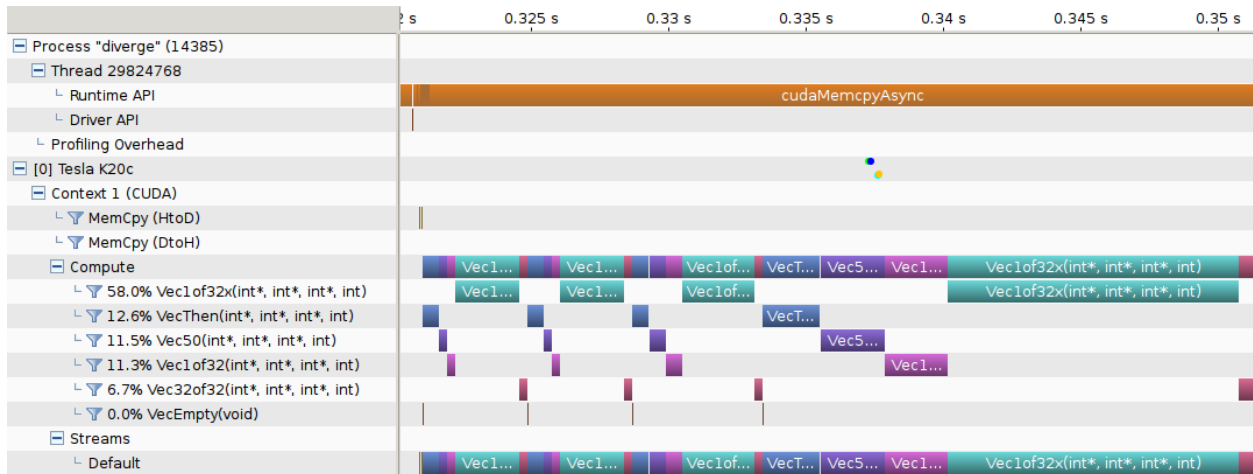 2 s 0.325 s 0.33 s 0.335 s 0.34 s 0.345 s 0.35 s
Process "diverge" (14385)
Thread 29824768
Runtime API cudaMemcpyAsync
Driver API
Profiling Overhead
[0] Tesla K20c
Context 1 (CUDA)
MemCpy (HtoD)
MemCpy (DtoH)
Compute Vec1... Vec1... Vec1of... VecT... Vec5... Vec1... Vec1of32x(int*, int*, int*, int)
58.0% Vec1of32x(int*, int*, int*, int) Vec1... Vec1... Vec1of... Vec1of32x(int*, int*, int*, int)
12.6% VecThen(int*, int*, int*, int) VecT...
11.5% Vec50(int*, int*, int*, int) Vec5...
11.3% Vec1of32(int*, int*, int*, int) Vec1...
6.7% Vec32of32(int*, int*, int*, int)
0.0% VecEmpty(void)
Streams
Default Vec1... Vec1... Vec1of... VecT... Vec5... Vec1... Vec1of32x(int*, int*, int*, int)